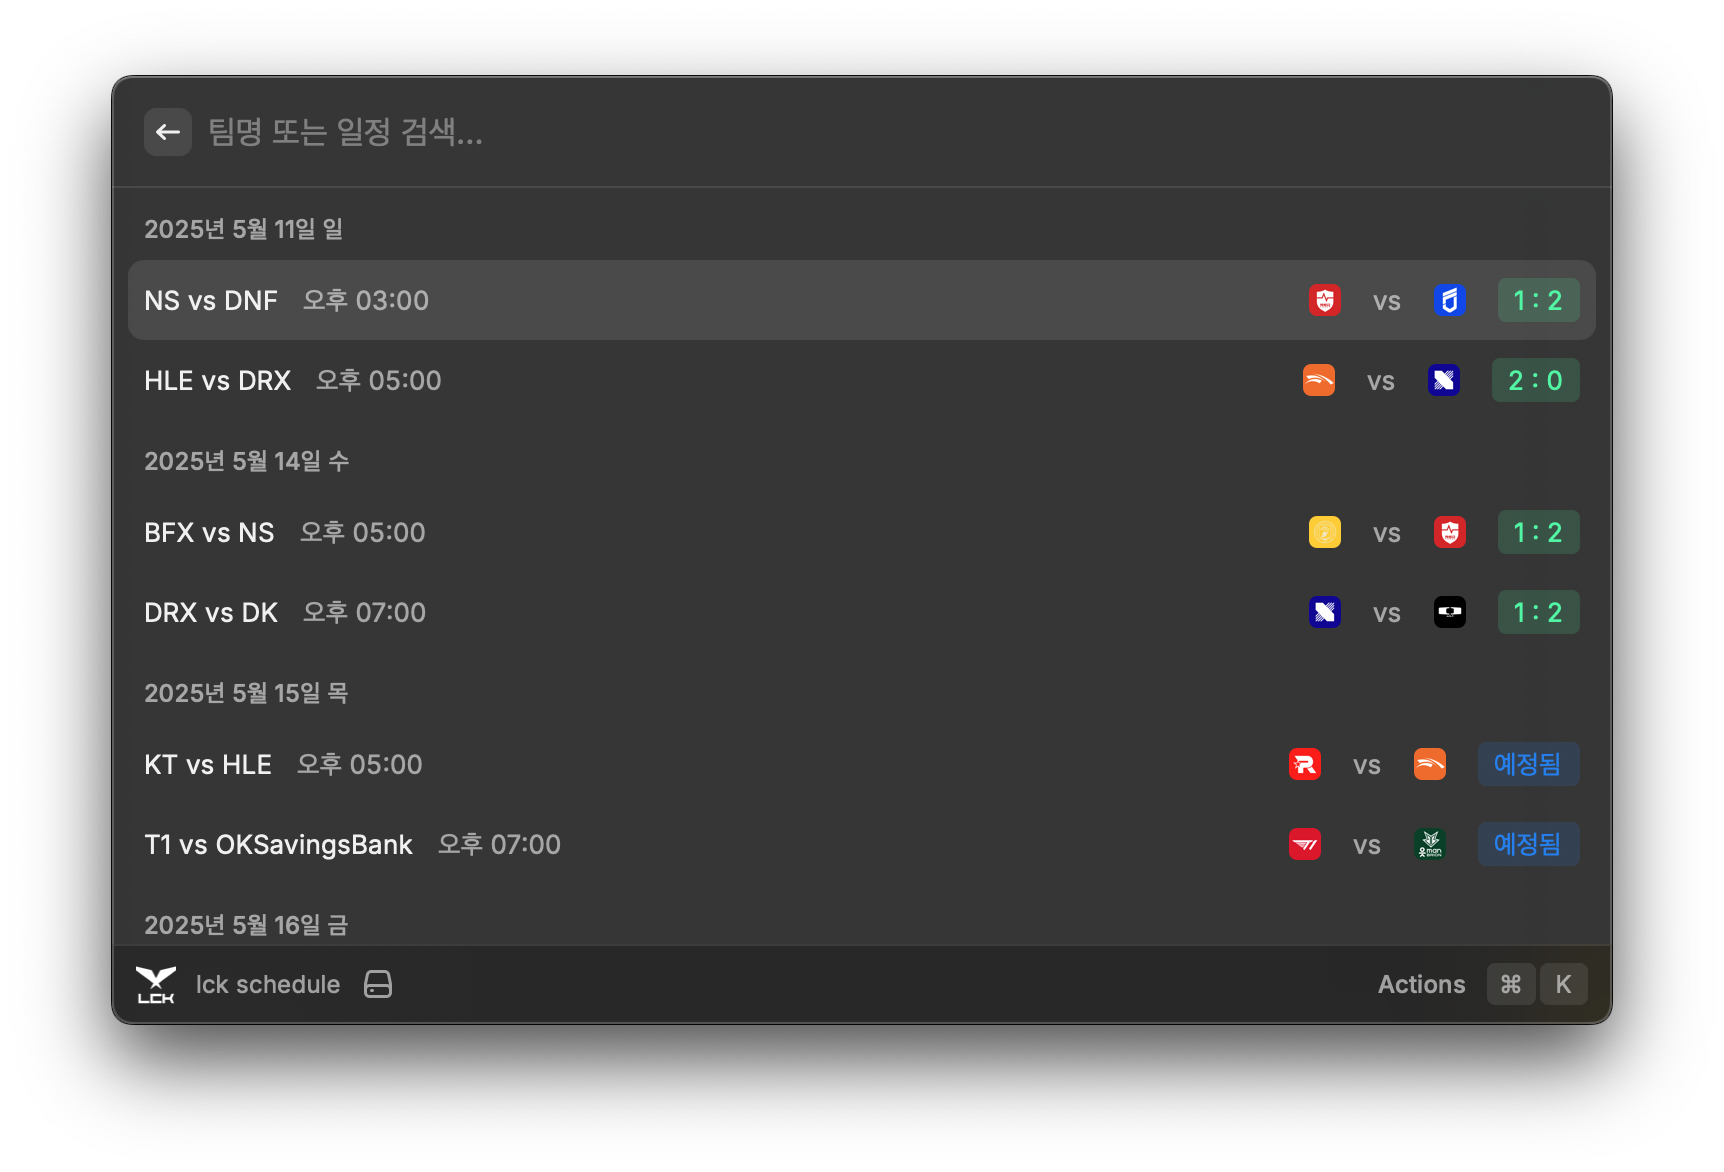 팀명 또는 일정 검색...
2025년 5월 11일 일
NS vs DNF 오후 03:00 vs 1 : 2
HLE vs DRX 오후 05:00 vs 2 : 0
2025년 5월 14일 수
BFX vs NS 오후 05:00 vs 1 : 2
DRX vs DK 오후 07:00 vs 1 : 2
2025년 5월 15일 목
KT vs HLE 오후 05:00 vs 예정됨
T1 vs OKSavingsBank 오후 07:00 vs 예정됨
2025년 5월 16일 금
LCK lck schedule Actions ⌘ K